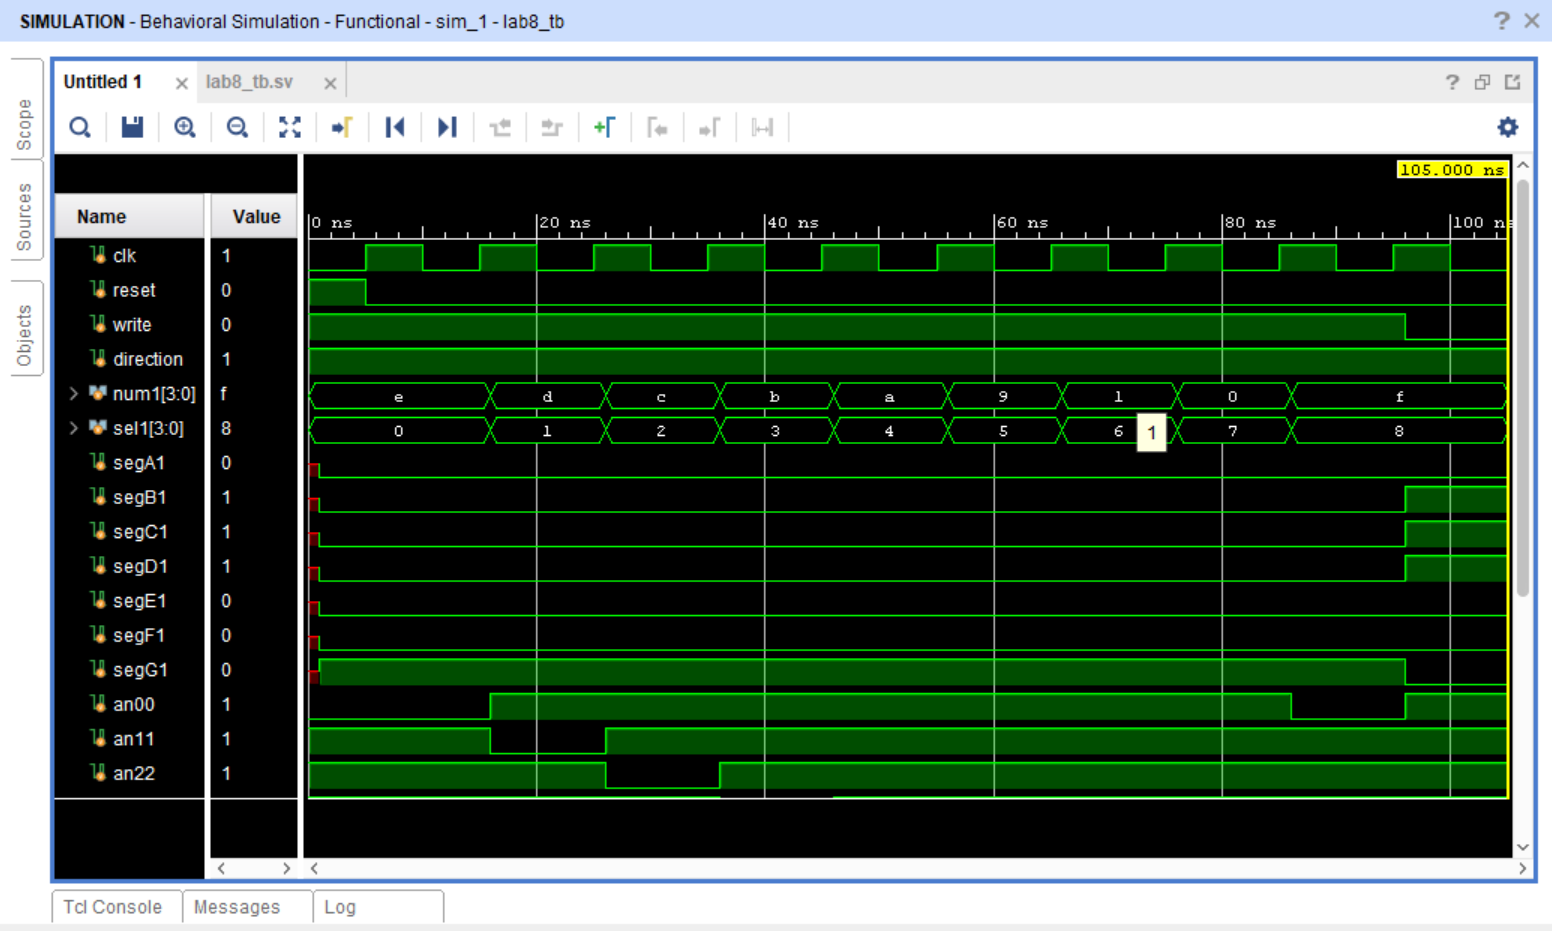 SIMULATION - Behavioral Simulation - Functional - sim_1 - lab8_tb
Scope
Sources
Objects
Untitled 1
lab8_tb.sv
105.000 ns
Name Value
0 ns 20 ns 40 ns 60 ns 80 ns 100 n
clk 1
reset 0
write 0
direction 1
num1[3:0] f e d c b a 9 1 0 f
sel1[3:0] 8 0 1 2 3 4 5 6 7 8
1
segA1 0
segB1 1
segC1 1
segD1 1
segE1 0
segF1 0
segG1 0
an00 1
an11 1
an22 1
Tcl Console Messages Log